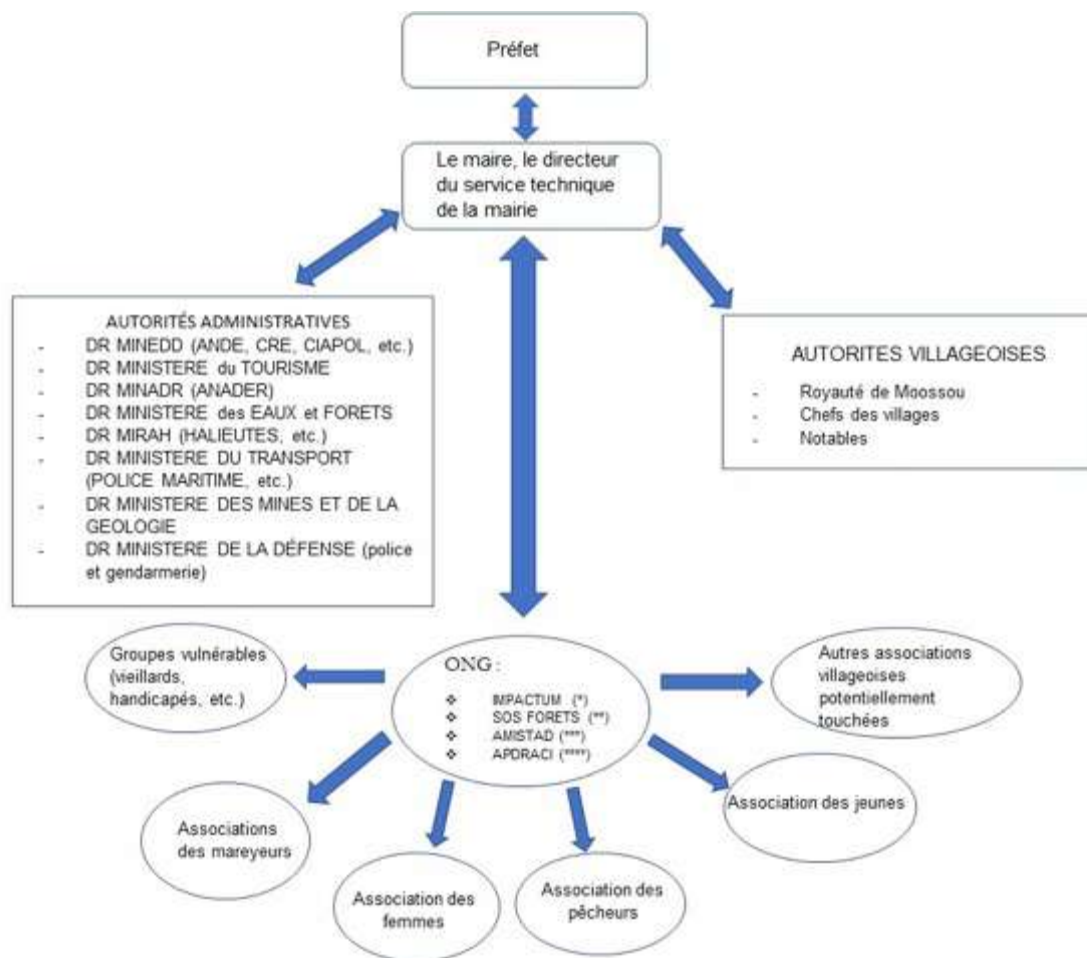 Préfet
Le maire, le directeur
du service technique
de la mairie
AUTORITÉS ADMINISTRATIVES
- DR MINEDD (ANDE, CRE, CIAPOL, etc.)
- DR MINISTERE du TOURISME
- DR MINADR (ANADER)
- DR MINISTERE des EAUX et FORETS
- DR MIRAH (HALIEUTES, etc.)
- DR MINISTERE DU TRANSPORT
(POLICE MARITIME, etc.)
- DR MINISTERE DES MINES ET DE LA
GEOLOGIE
- DR MINISTERE DE LA DÉFENSE (police
et gendarmerie)
AUTORITES VILLAGEOISES
- Royauté de Moossou
- Chefs des villages
- Notables
Groupes vulnérables
(vieillards,
handicapés, etc.)
ONG :
❖ IMPACTUM (*)
❖ SOS FORETS (**)
❖ AMISTAD (***)
❖ APDRACI (****)
Autres associations
villageoises
potentiellement
touchées
Associations
des mareyeurs
Association des
femmes
Association des
pêcheurs
Association des jeunes